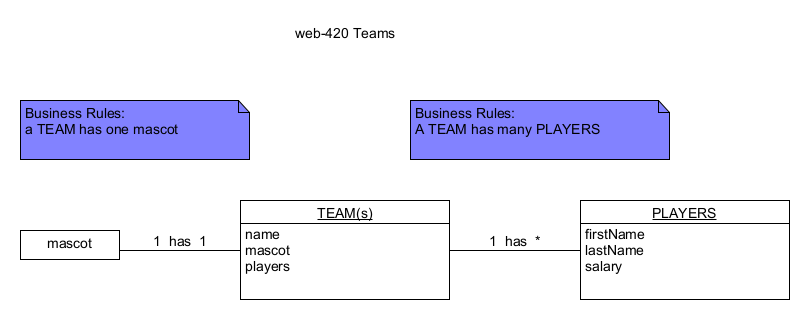 web-420 Teams
Business Rules:
a TEAM has one mascot
Business Rules:
A TEAM has many PLAYERS
mascot
1 has 1
TEAM(s)
name
mascot
players
1 has *
PLAYERS
firstName
lastName
salary